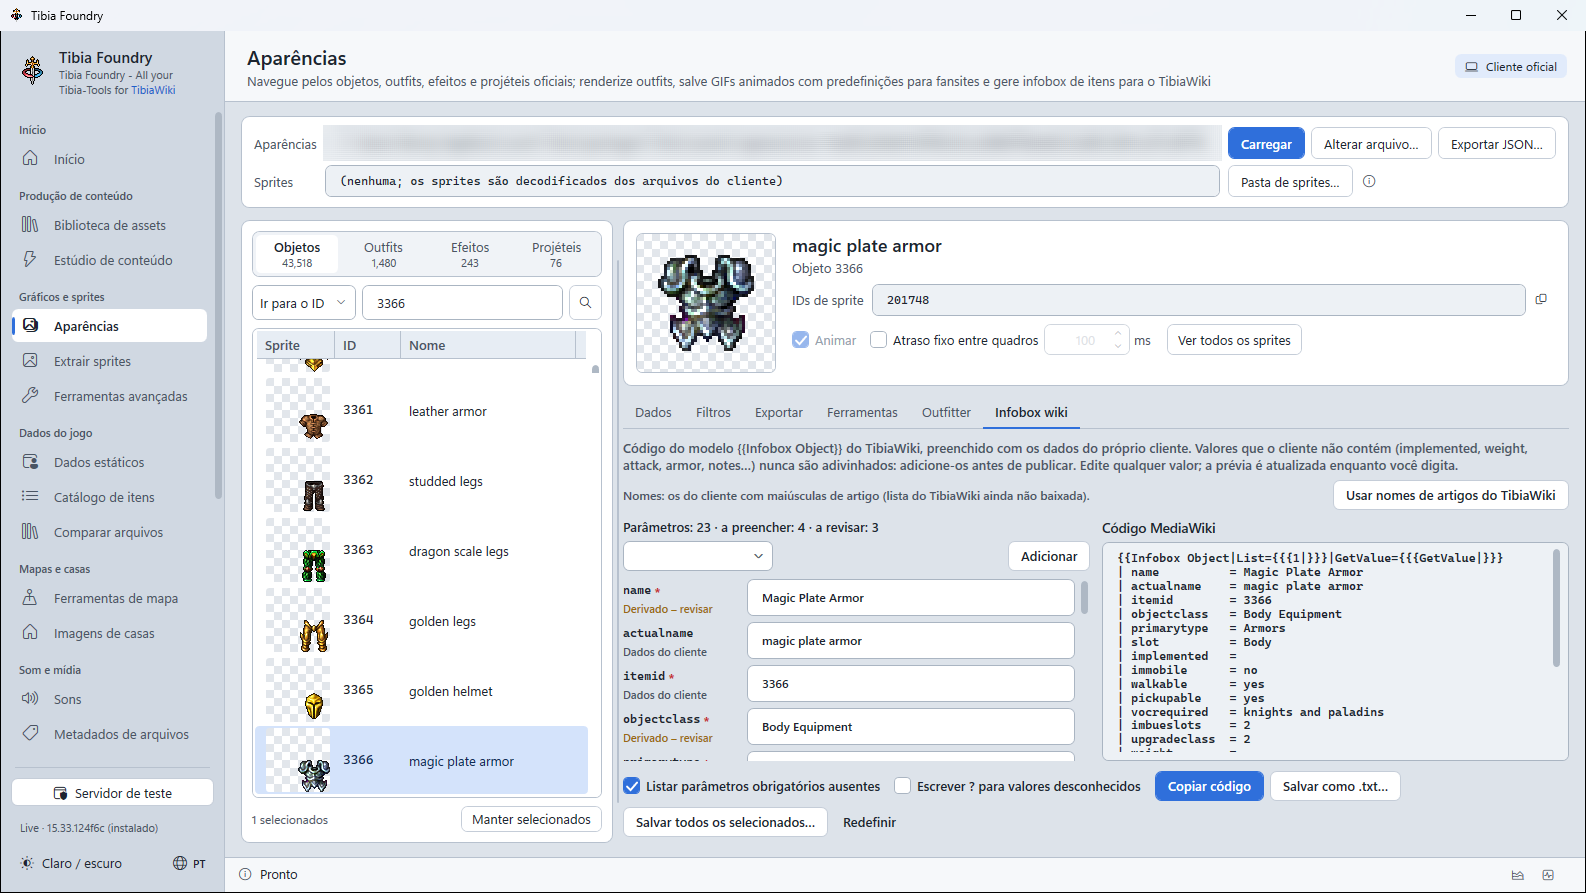 Tibia Foundry
Tibia Foundry
Tibia Foundry - All your
Tibia-Tools for TibiaWiki
Início
Início
Produção de conteúdo
Biblioteca de assets
Estúdio de conteúdo
Gráficos e sprites
Aparências
Extrair sprites
Ferramentas avançadas
Dados do jogo
Dados estáticos
Catálogo de itens
Comparar arquivos
Mapas e casas
Ferramentas de mapa
Imagens de casas
Som e mídia
Sons
Metadados de arquivos
Servidor de teste
Live · 15.33.124f6c (instalado)
Claro / escuro
PT
Aparências
Navegue pelos objetos, outfits, efeitos e projéteis oficiais; renderize outfits, salve GIFs animados com predefinições para fansites e gere infobox de itens para o TibiaWiki
Cliente oficial
Aparências
Carregar
Alterar arquivo...
Exportar JSON...
Sprites
(nenhuma; os sprites são decodificados dos arquivos do cliente)
Pasta de sprites...
Objetos
43,518
Outfits
1,480
Efeitos
243
Projéteis
76
Ir para o ID
3366
Sprite ID Nome
3361 leather armor
3362 studded legs
3363 dragon scale legs
3364 golden legs
3365 golden helmet
3366 magic plate armor
1 selecionados
Manter selecionados
magic plate armor
Objeto 3366
IDs de sprite
201748
Animar
Atraso fixo entre quadros
100
ms
Ver todos os sprites
Dados
Filtros
Exportar
Ferramentas
Outfitter
Infobox wiki
Código do modelo {{Infobox Object}} do TibiaWiki, preenchido com os dados do próprio cliente. Valores que o cliente não contém (implemented, weight,
attack, armor, notes...) nunca são adivinhados: adicione-os antes de publicar. Edite qualquer valor; a prévia é atualizada enquanto você digita.
Nomes: os do cliente com maiúsculas de artigo (lista do TibiaWiki ainda não baixada).
Usar nomes de artigos do TibiaWiki
Parâmetros: 23 · a preencher: 4 · a revisar: 3
Adicionar
name *
Derivado – revisar
Magic Plate Armor
actualname
Dados do cliente
magic plate armor
itemid *
Dados do cliente
3366
objectclass *
Derivado – revisar
Body Equipment
primarytype *
Código MediaWiki
{{Infobox Object|List={{{1|}}}|GetValue={{{GetValue|}}}
| name = Magic Plate Armor
| actualname = magic plate armor
| itemid = 3366
| objectclass = Body Equipment
| primarytype = Armors
| slot = Body
| implemented =
| immobile = no
| walkable = yes
| pickupable = yes
| vocrequired = knights and paladins
| imbueslots = 2
| upgradeclass = 2
| weight =
Listar parâmetros obrigatórios ausentes
Escrever ? para valores desconhecidos
Copiar código
Salvar como .txt...
Salvar todos os selecionados...
Redefinir
Pronto